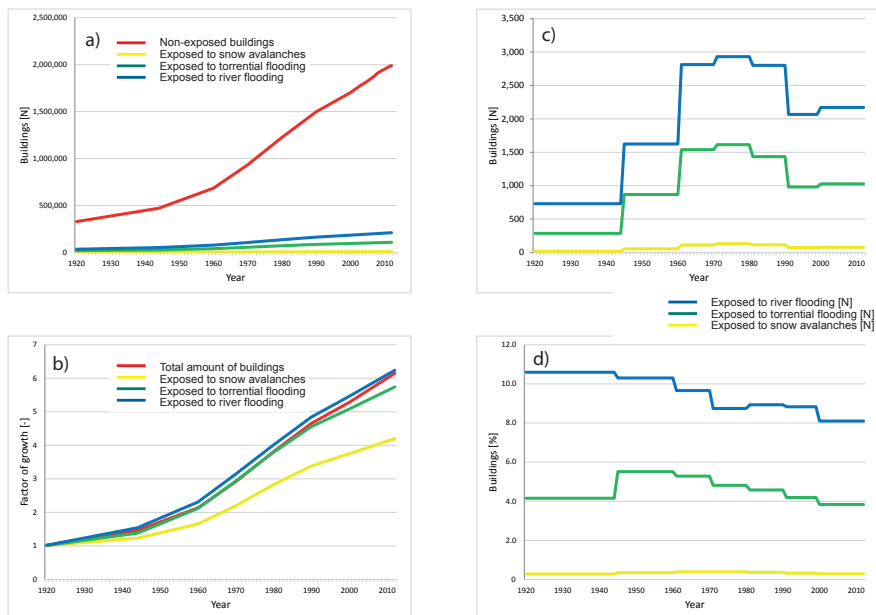 a)
Non-exposed buildings
Exposed to snow avalanches
Exposed to torrential flooding
Exposed to river flooding
Buildings [N]
2,500,000
2,000,000
1,500,000
1,000,000
500,000
0
1920 1930 1940 1950 1960 1970 1980 1990 2000 2010
Year
c)
Buildings [N]
3,500
3,000
2,500
2,000
1,500
1,000
500
0
1920 1930 1940 1950 1960 1970 1980 1990 2000 2010
Year
Exposed to river flooding [N]
Exposed to torrential flooding [N]
Exposed to snow avalanches [N]
b)
Total amount of buildings
Exposed to snow avalanches
Exposed to torrential flooding
Exposed to river flooding
Factor of growth [-]
7
6
5
4
3
2
1
0
1920 1930 1940 1950 1960 1970 1980 1990 2000 2010
Year
d)
Buildings [%]
12.0
10.0
8.0
6.0
4.0
2.0
0.0
1920 1930 1940 1950 1960 1970 1980 1990 2000 2010
Year